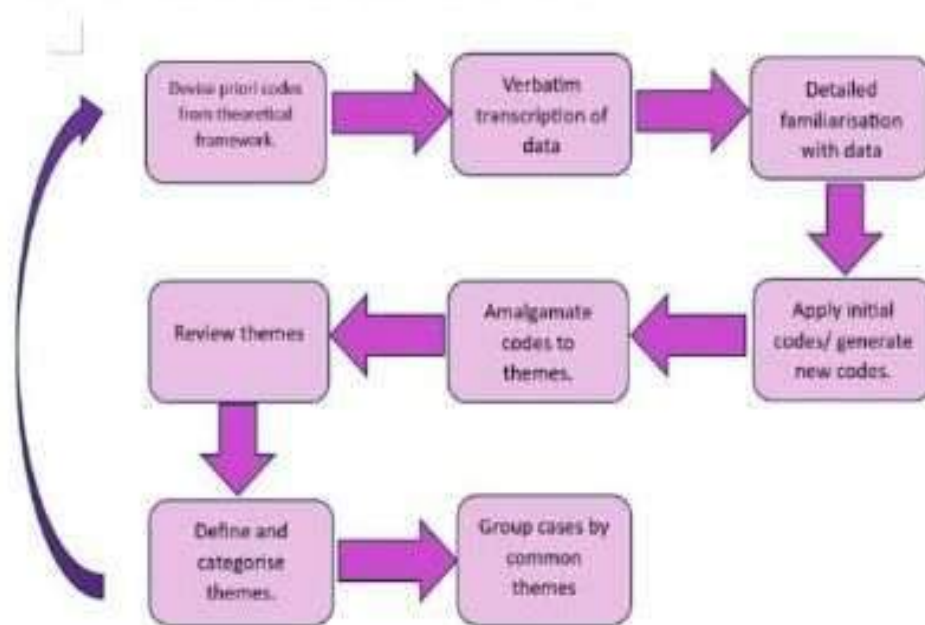 Devise priori codes
from theoretical
framework.
Verbatim
transcription of
data
Detailed
familiarisation
with data
Apply initial
codes/ generate
new codes.
Amalgamate
codes to
themes.
Review themes
Define and
categorise
themes.
Group cases by
common
themes